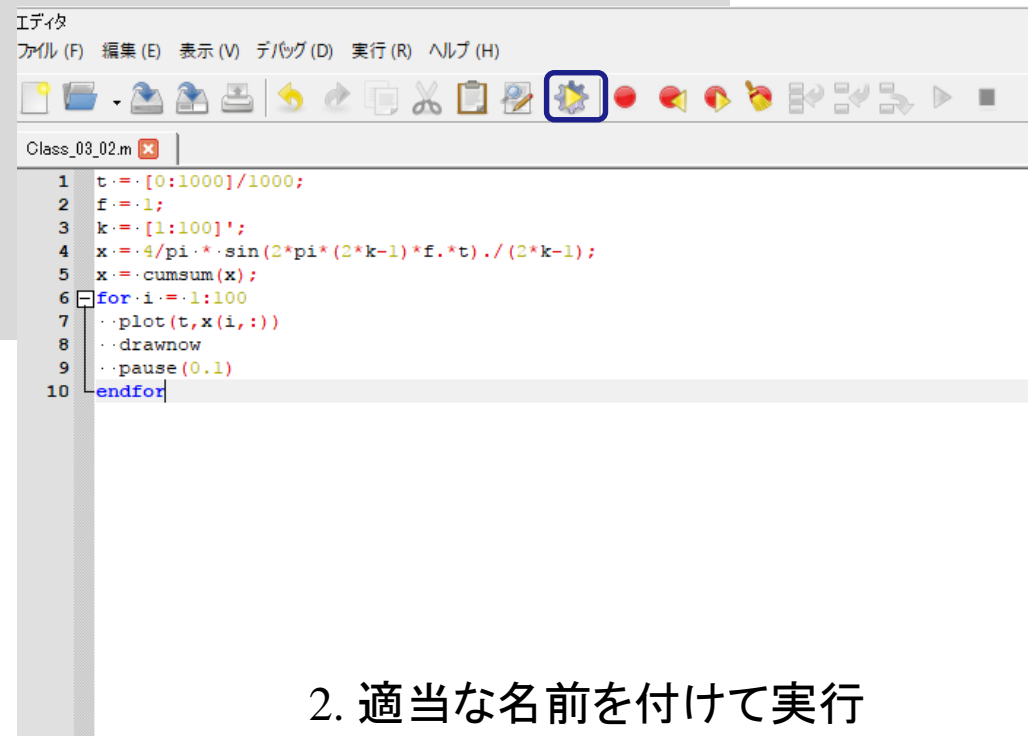 エディタ
ファイル (F) 編集 (E) 表示 (V) デバッグ (D) 実行 (R) ヘルプ (H)
Class_03_02.m
1 t = [0:1000]/1000;
2 f = 1;
3 k = [1:100]';
4 x = 4/pi * sin(2*pi*(2*k-1)*f.*t)./(2*k-1);
5 x = cumsum(x);
6 for i = 1:100
7   plot(t,x(i,:))
8   drawnow
9   pause(0.1)
10 endfor
2. 適当な名前を付けて実行